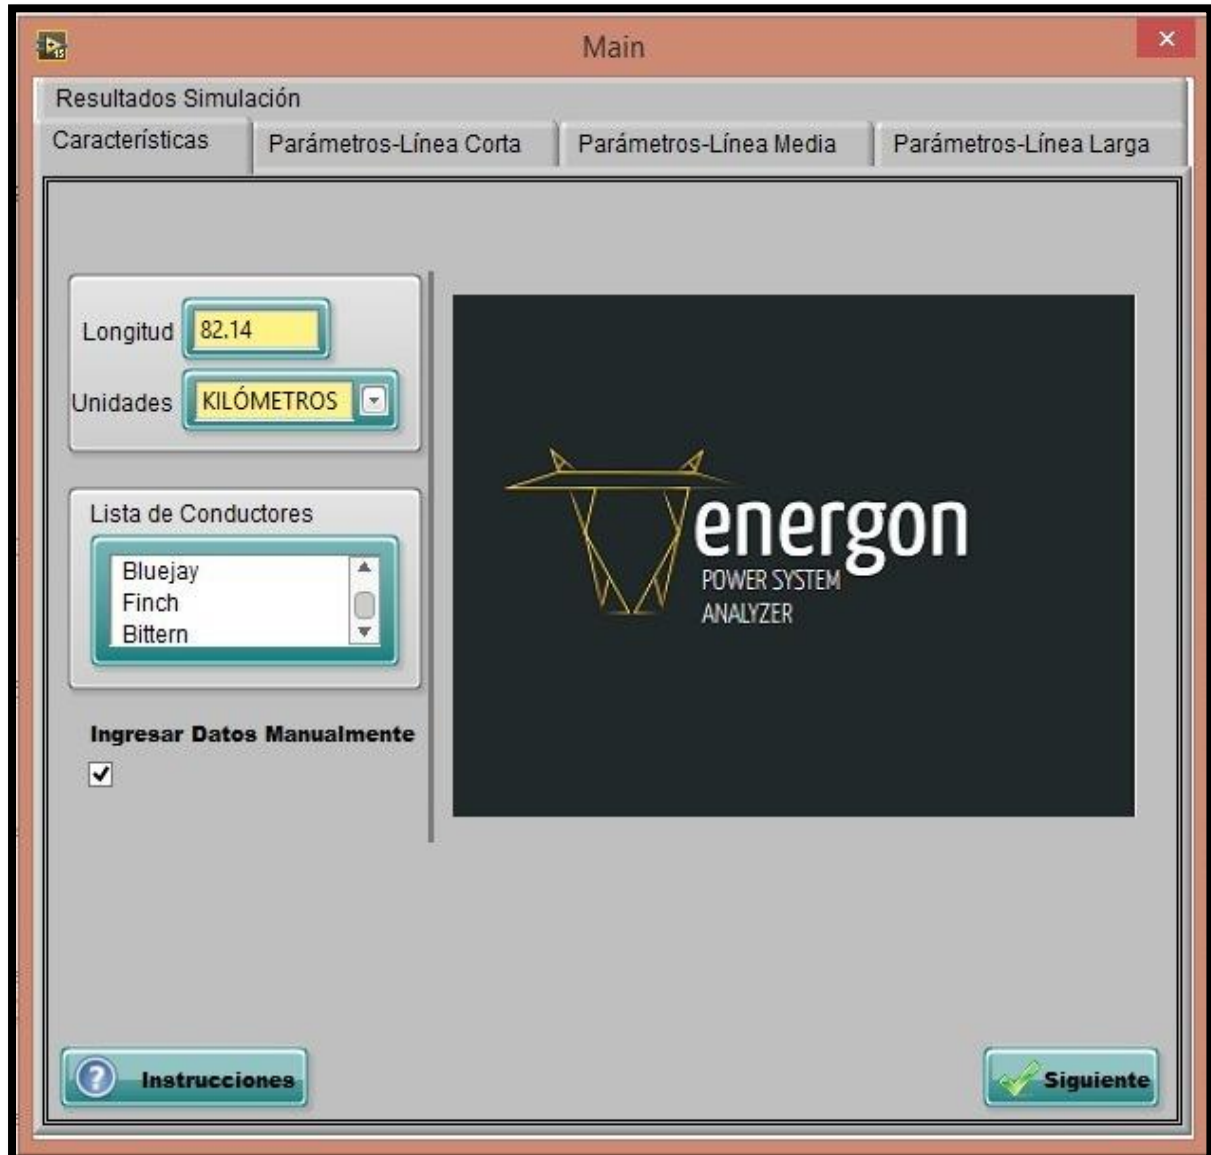 Main
Resultados Simulación
Características
Parámetros-Línea Corta
Parámetros-Línea Media
Parámetros-Línea Larga
Longitud
82.14
Unidades
KILÓMETROS
Lista de Conductores
Bluejay
Finch
Bittern
Ingresar Datos Manualmente
energon
POWER SYSTEM
ANALYZER
Instrucciones
Siguiente